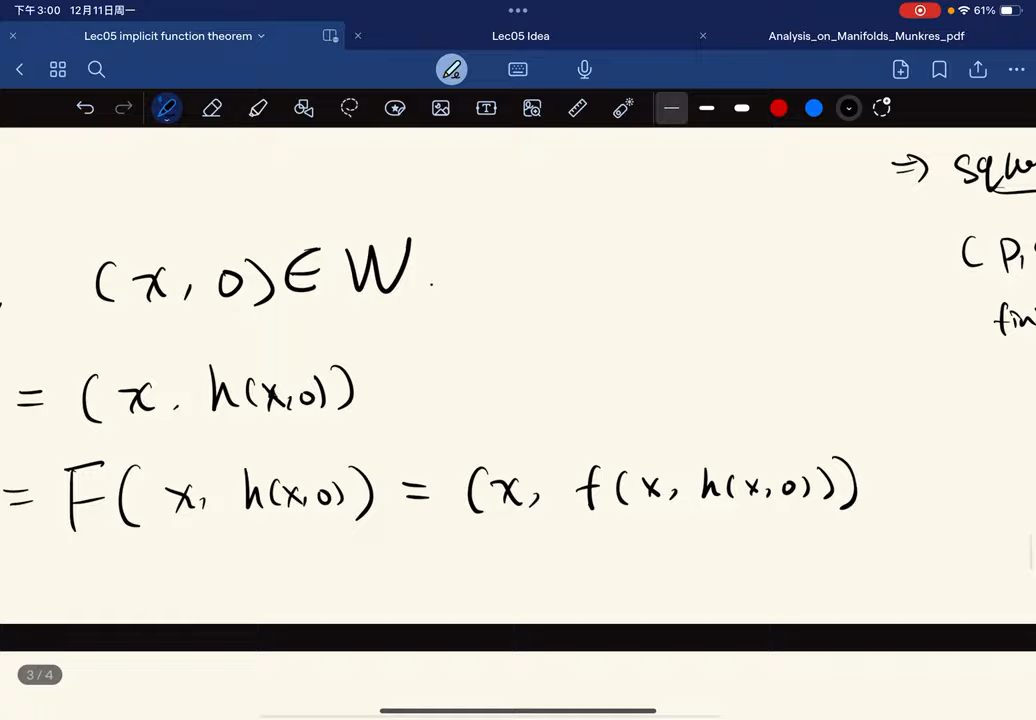 下午3:00 12月11日周一
61%
Lec05 implicit function theorem
Lec05 Idea
Analysis_on_Manifolds_Munkres_pdf
⇒
(x, 0) ∈ W.
(P₁
= (x, h(x,0))
= F(x, h(x,0)) = (x, f(x, h(x,0)))
3 / 4